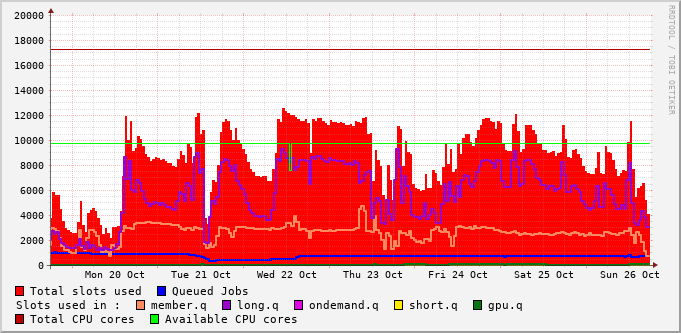 RRDTOOL / TOBI OETIKER
20000
18000
16000
14000
12000
10000
8000
6000
4000
2000
0
Mon 20 Oct Tue 21 Oct Wed 22 Oct Thu 23 Oct Fri 24 Oct Sat 25 Oct Sun 26 Oct
Total slots used Queued Jobs
Slots used in : member.q long.q ondemand.q short.q gpu.q
Total CPU cores Available CPU cores